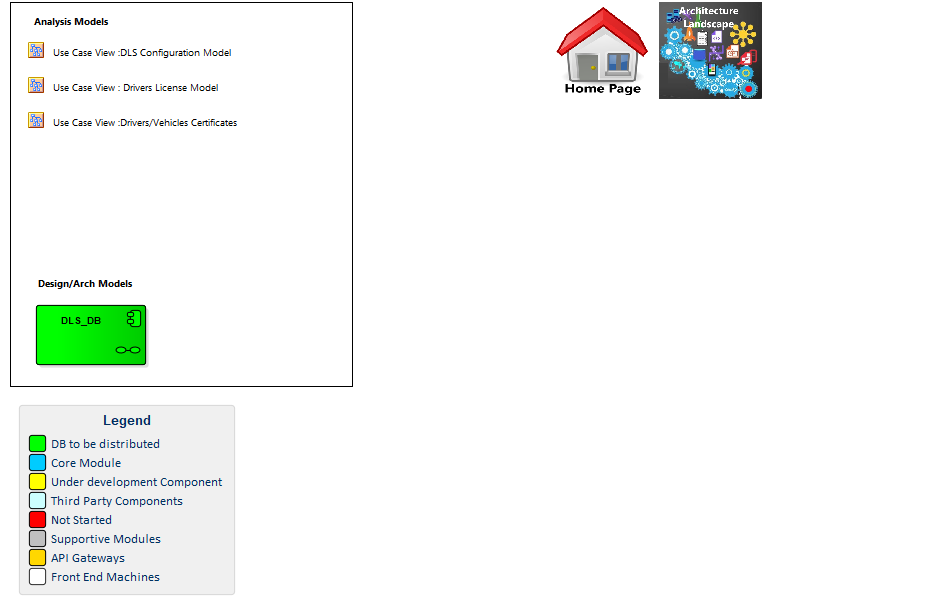 Analysis Models
Use Case View :DLS Configuration Model
Use Case View : Drivers License Model
Use Case View :Drivers/Vehicles Certificates
Design/Arch Models
DLS_DB
Home Page
Architecture
Landscape
Legend
DB to be distributed
Core Module
Under development Component
Third Party Components
Not Started
Supportive Modules
API Gateways
Front End Machines